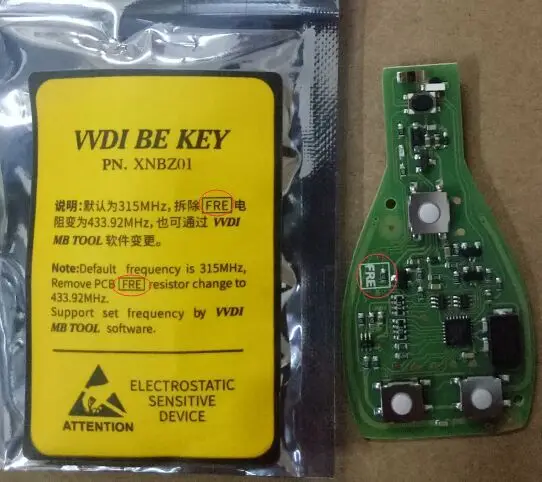 VVDI BE KEY
PN. XNBZ01
说明:默认为315MHz,拆除 FRE 电
阻变为433.92MHz,也可通过 VVDI
MB TOOL 软件变更。
Note:Default frequency is 315MHz,
Remove PCB FRE resistor change to
433.92MHz.
Support set frequency by VVDI
MB TOOL software.
ATTENTION
ELECTROSTATIC
SENSITIVE
DEVICE
FRE